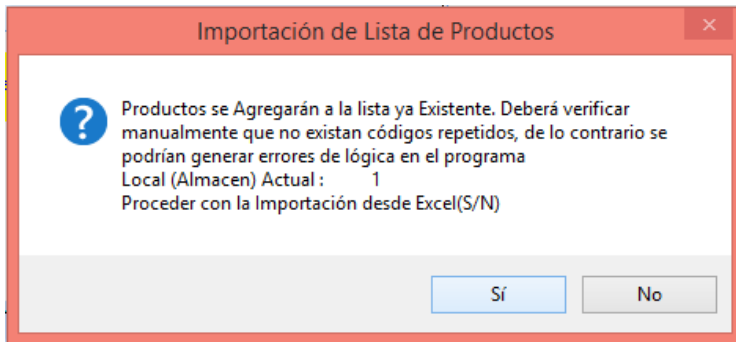 Importación de Lista de Productos
Productos se Agregarán a la lista ya Existente. Deberá verificar
manualmente que no existan códigos repetidos, de lo contrario se
podrían generar errores de lógica en el programa
Local (Almacen) Actual : 1
Proceder con la Importación desde Excel(S/N)
Sí No